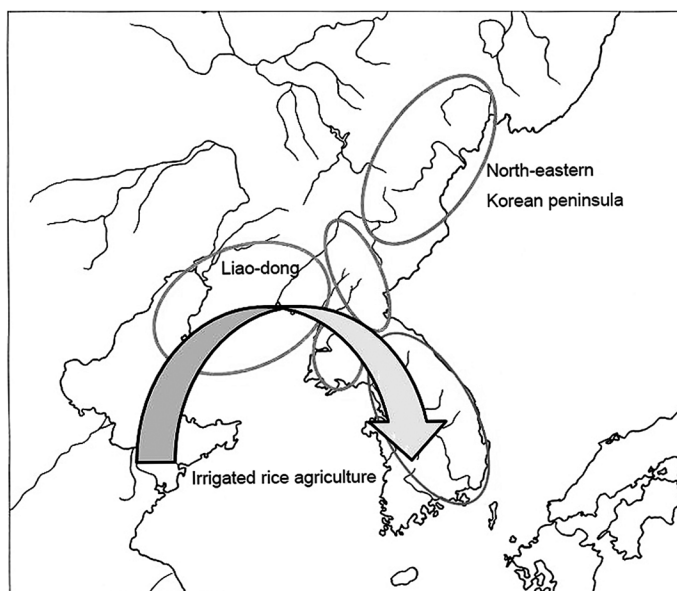 North-eastern
Korean peninsula
Liao-dong
Irrigated rice agriculture